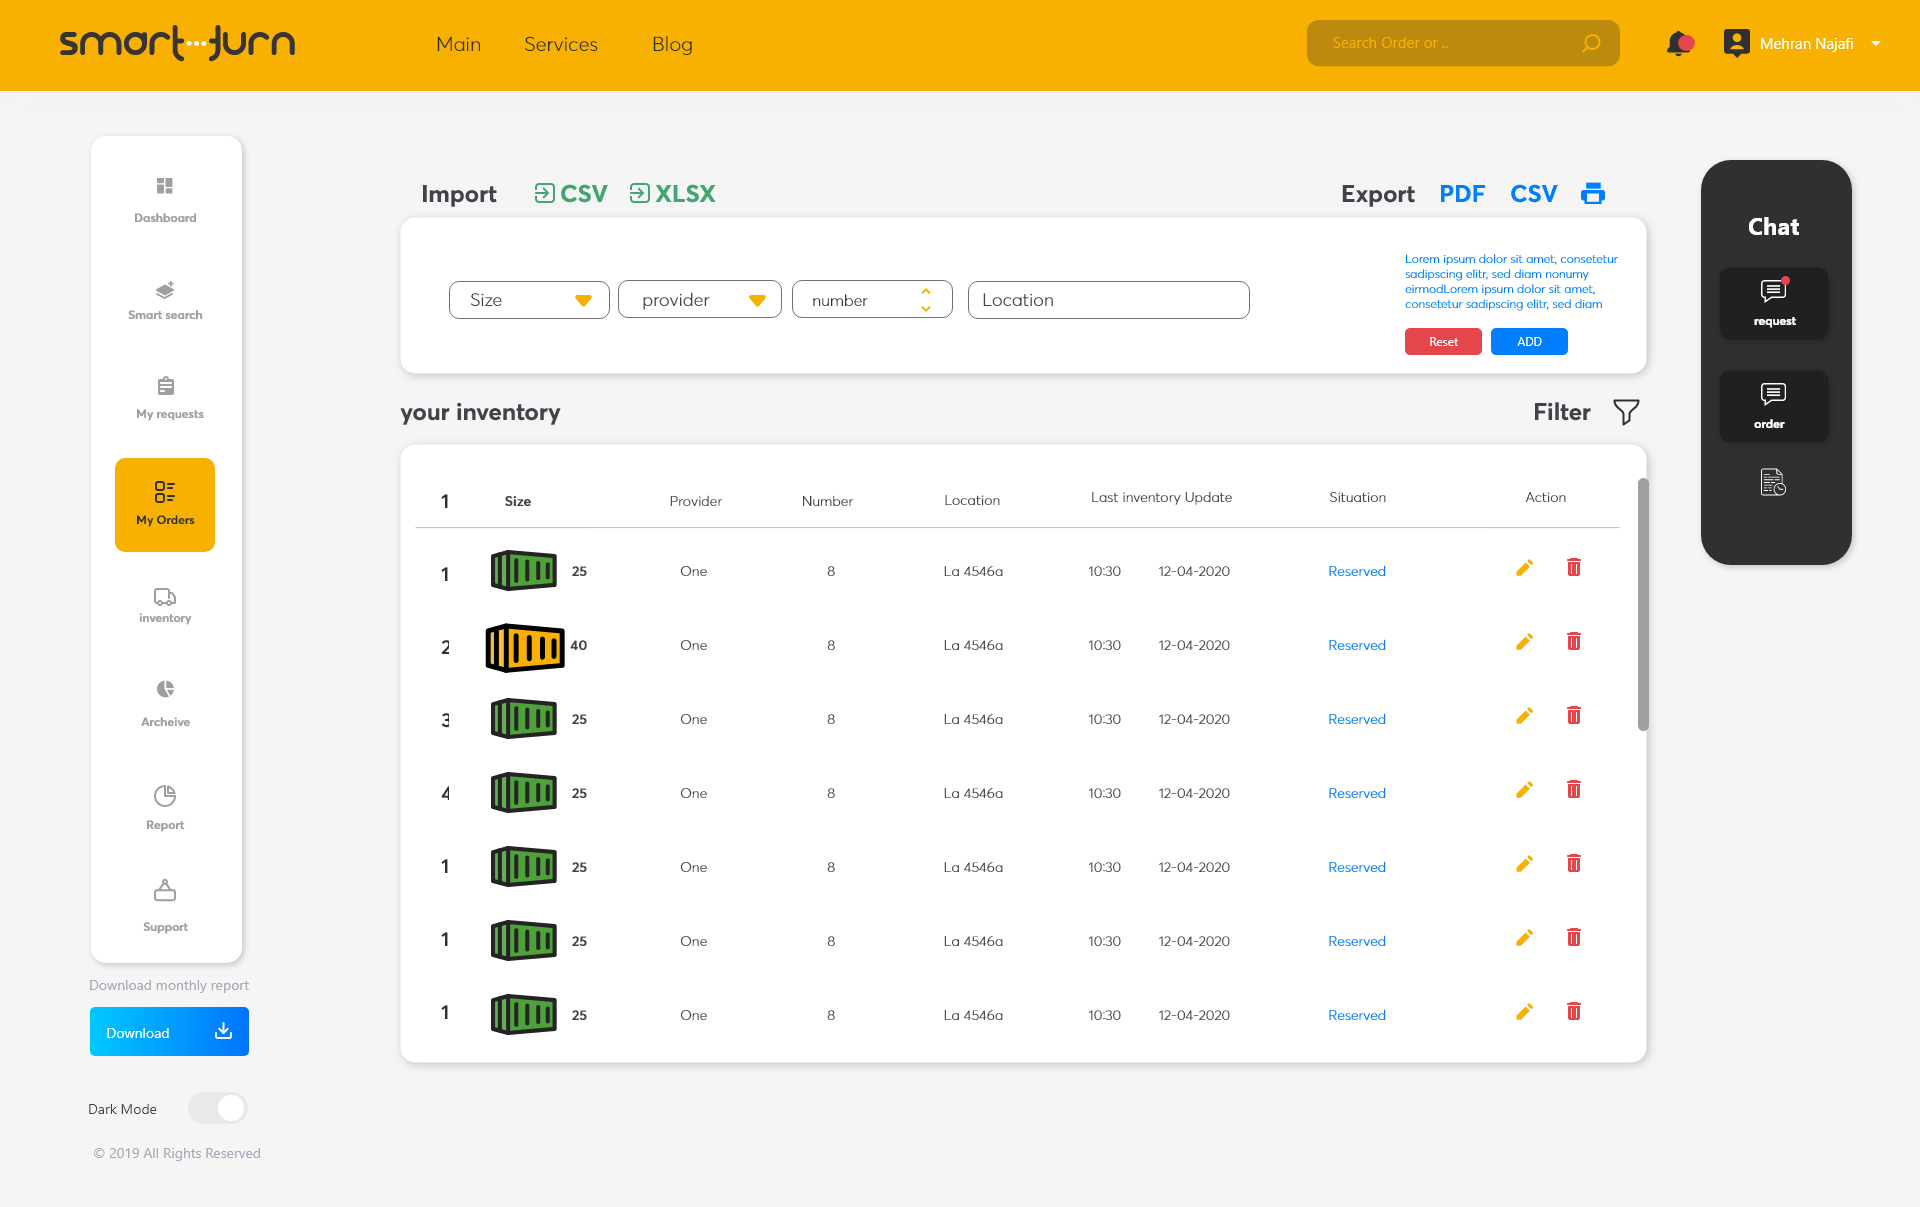 smart...turn
Main Services Blog
Search Order or ..
Mehran Najafi
Dashboard
Smart search
My requests
My Orders
inventory
Archeive
Report
Support
Download monthly report
Download
Dark Mode
© 2019 All Rights Reserved
Import CSV XLSX
Export PDF CSV
Size provider number Location
Lorem ipsum dolor sit amet, consetetur
sadipscing elitr, sed diam nonumy
eirmodLorem ipsum dolor sit amet,
consetetur sadipscing elitr, sed diam
Reset ADD
your inventory
Filter
1 Size Provider Number Location Last inventory Update Situation Action
1 25 One 8 La 4546a 10:30 12-04-2020 Reserved
2 40 One 8 La 4546a 10:30 12-04-2020 Reserved
3 25 One 8 La 4546a 10:30 12-04-2020 Reserved
4 25 One 8 La 4546a 10:30 12-04-2020 Reserved
1 25 One 8 La 4546a 10:30 12-04-2020 Reserved
1 25 One 8 La 4546a 10:30 12-04-2020 Reserved
1 25 One 8 La 4546a 10:30 12-04-2020 Reserved
Chat
request
order